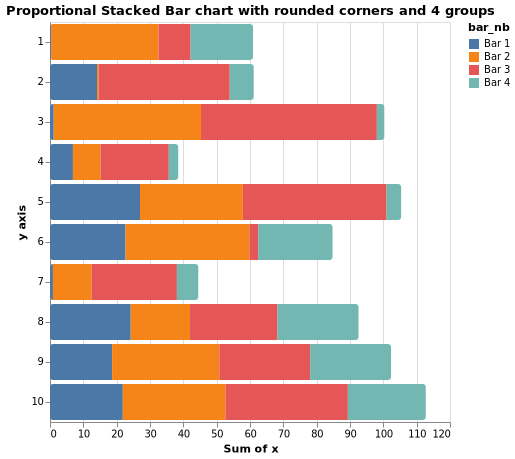 Proportional Stacked Bar chart with rounded corners and 4 groups
bar_nb
Bar 1
Bar 2
Bar 3
Bar 4
y axis
1
2
3
4
5
6
7
8
9
10
0 10 20 30 40 50 60 70 80 90 100 110 120
Sum of x